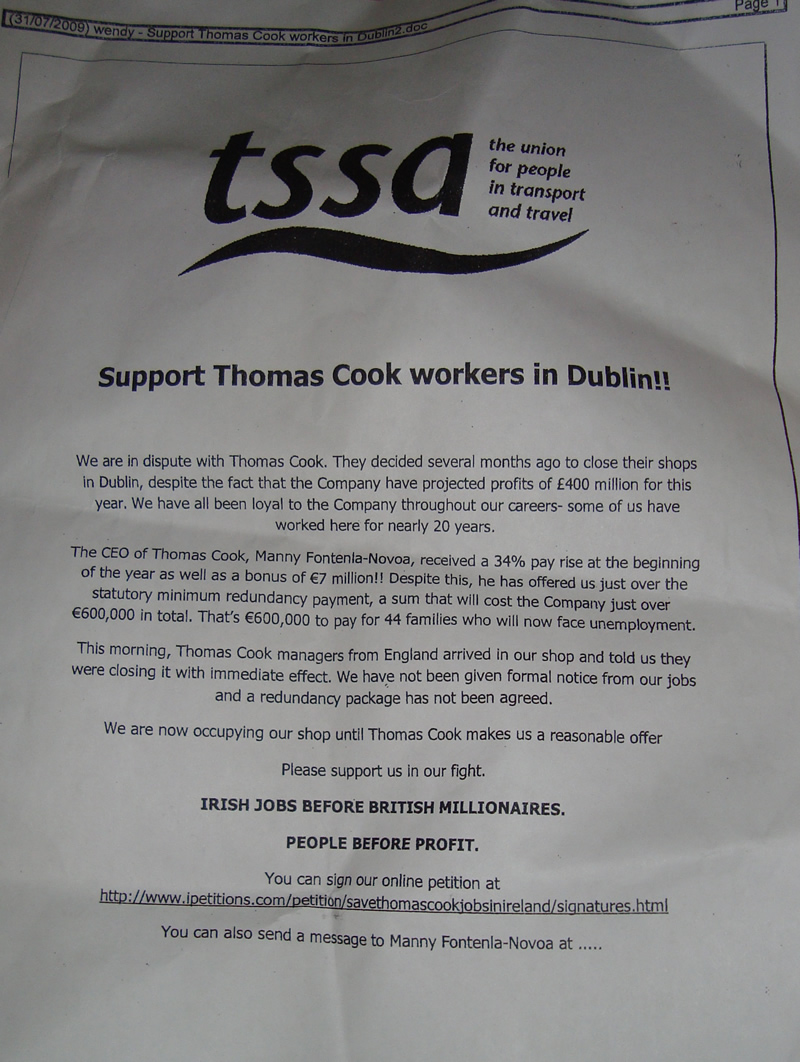 Page 1
(31/07/2009) wendy - Support Thomas Cook workers in Dublin2.doc
tssa
the union
for people
in transport
and travel
Support Thomas Cook workers in Dublin!!
We are in dispute with Thomas Cook. They decided several months ago to close their shops
in Dublin, despite the fact that the Company have projected profits of £400 million for this
year. We have all been loyal to the Company throughout our careers- some of us have
worked here for nearly 20 years.
The CEO of Thomas Cook, Manny Fontenla-Novoa, received a 34% pay rise at the beginning
of the year as well as a bonus of €7 million!! Despite this, he has offered us just over the
statutory minimum redundancy payment, a sum that will cost the Company just over
€600,000 in total. That's €600,000 to pay for 44 families who will now face unemployment.
This morning, Thomas Cook managers from England arrived in our shop and told us they
were closing it with immediate effect. We have not been given formal notice from our jobs
and a redundancy package has not been agreed.
We are now occupying our shop until Thomas Cook makes us a reasonable offer
Please support us in our fight.
IRISH JOBS BEFORE BRITISH MILLIONAIRES.
PEOPLE BEFORE PROFIT.
You can sign our online petition at
http://www.ipetitions.com/petition/savethomascookjobsinireland/signatures.html
You can also send a message to Manny Fontenla-Novoa at .....